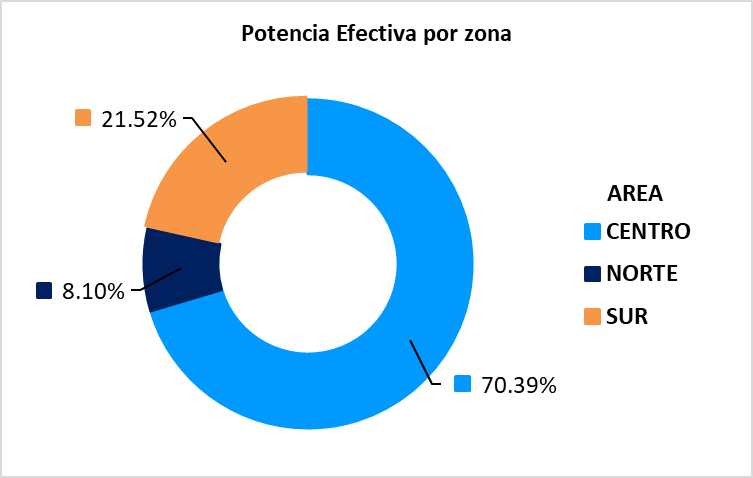 Potencia Efectiva por zona
21.52%
8.10%
70.39%
AREA
CENTRO
NORTE
SUR